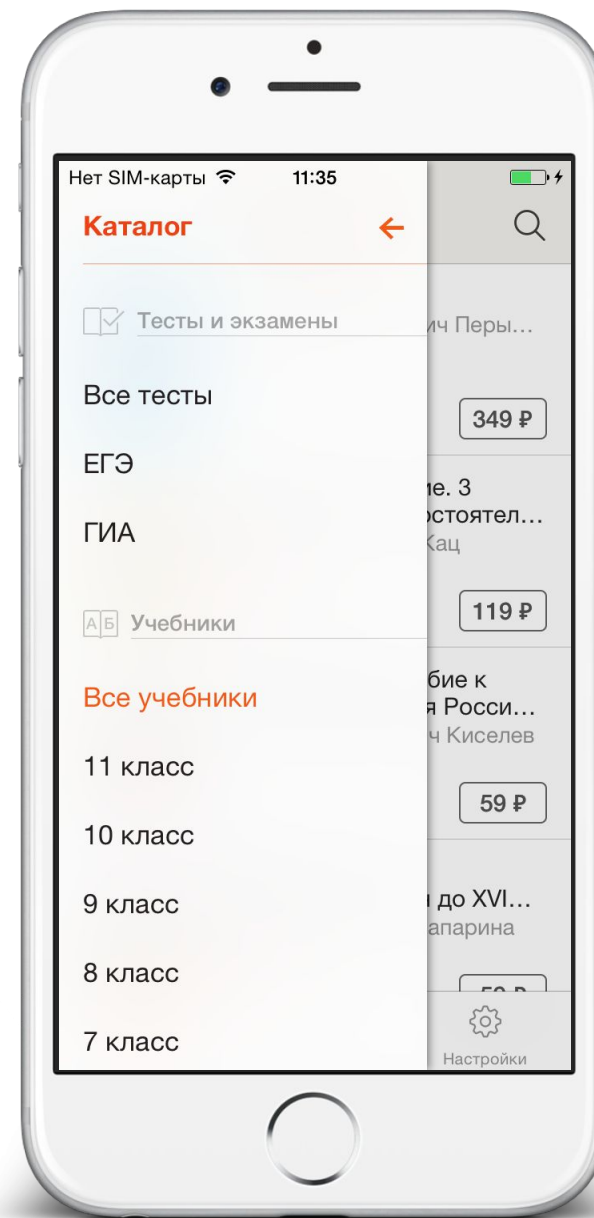 Нет SIM-карты 11:35
Каталог
Тесты и экзамены
Все тесты
ЕГЭ
ГИА
АБ Учебники
Все учебники
11 класс
10 класс
9 класс
8 класс
7 класс
ич Перы...
349 ₽
ие. 3
остоятел...
Кац
119 ₽
бие к
я Росси...
ч Киселев
59 ₽
до XVI...
апарина
Настройки